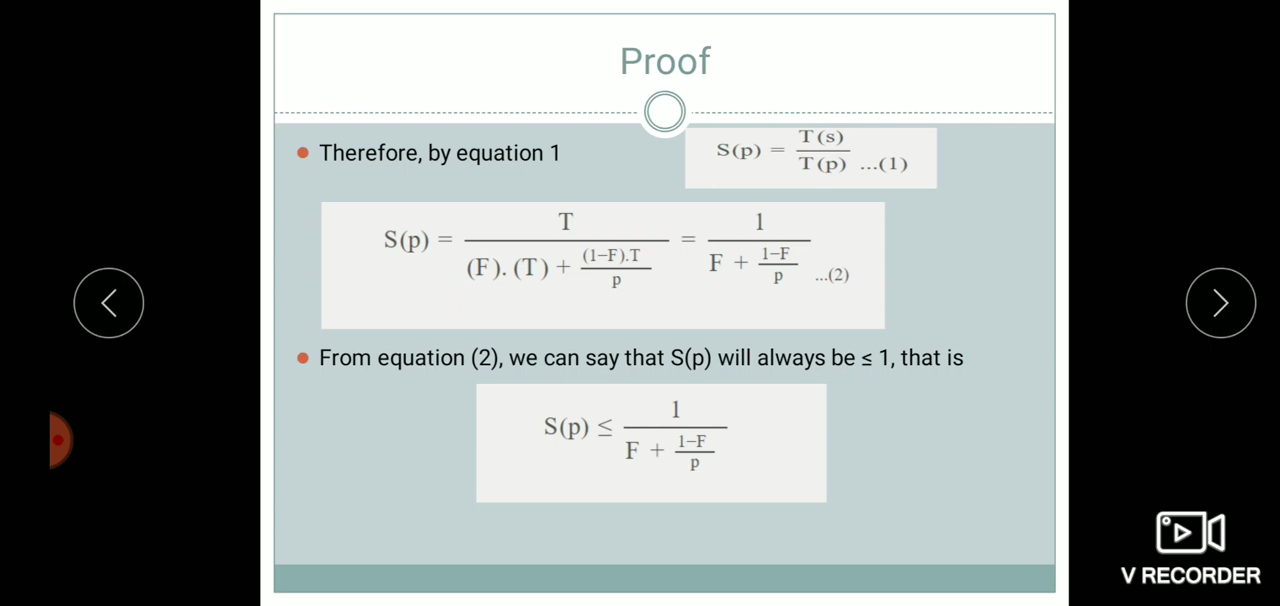 Proof
Therefore, by equation 1
S(p) = T(s) / T(p) ...(1)
S(p) = T / ((F).(T) + (1−F).T / p) = 1 / (F + (1−F) / p) ...(2)
From equation (2), we can say that S(p) will always be ≤ 1, that is
S(p) ≤ 1 / (F + (1−F) / p)
V RECORDER